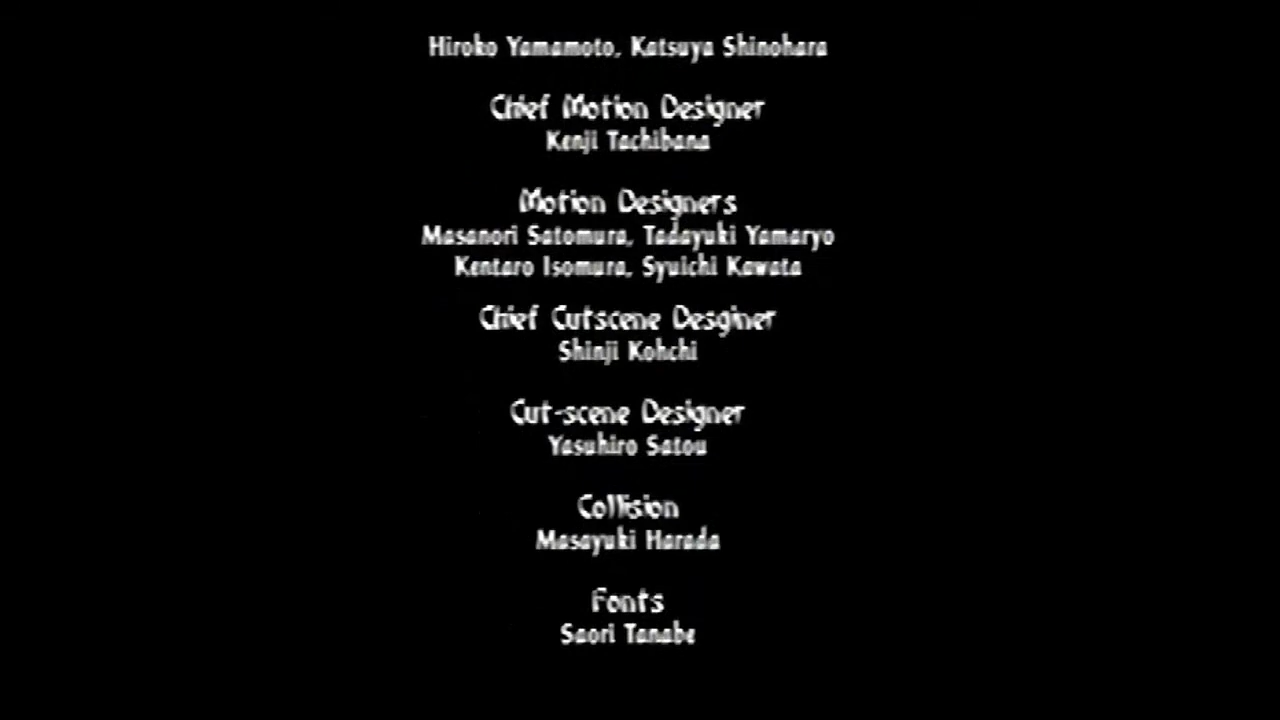 Hiroko Yamamoto, Katsuya Shinohara
Chief Motion Designer
Kenji Tachibana
Motion Designers
Masanori Satomura, Tadayuki Yamaryo
Kentaro Isomura, Syuichi Kawata
Chief Cutscene Desginer
Shinji Kohchi
Cut-scene Designer
Yasuhiro Satou
Collision
Masayuki Harada
Fonts
Saori Tanabe